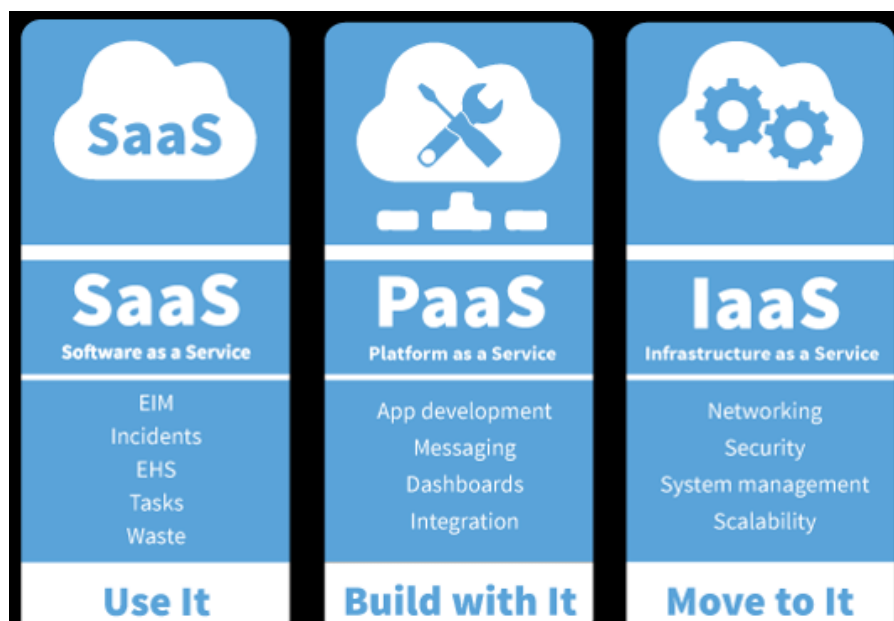 SaaS
SaaS
Software as a Service
EIM
Incidents
EHS
Tasks
Waste
Use It
PaaS
Platform as a Service
App development
Messaging
Dashboards
Integration
Build with It
IaaS
Infrastructure as a Service
Networking
Security
System management
Scalability
Move to It